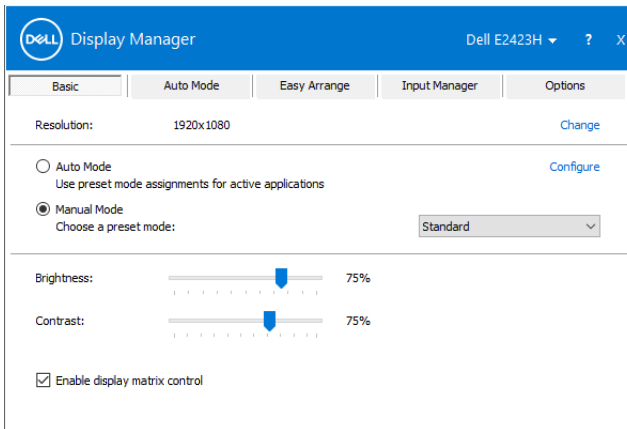 DELL Display Manager Dell E2423H ? X
Basic Auto Mode Easy Arrange Input Manager Options
Resolution: 1920x1080 Change
Auto Mode Configure
Use preset mode assignments for active applications
Manual Mode
Choose a preset mode: Standard
Brightness: 75%
Contrast: 75%
Enable display matrix control